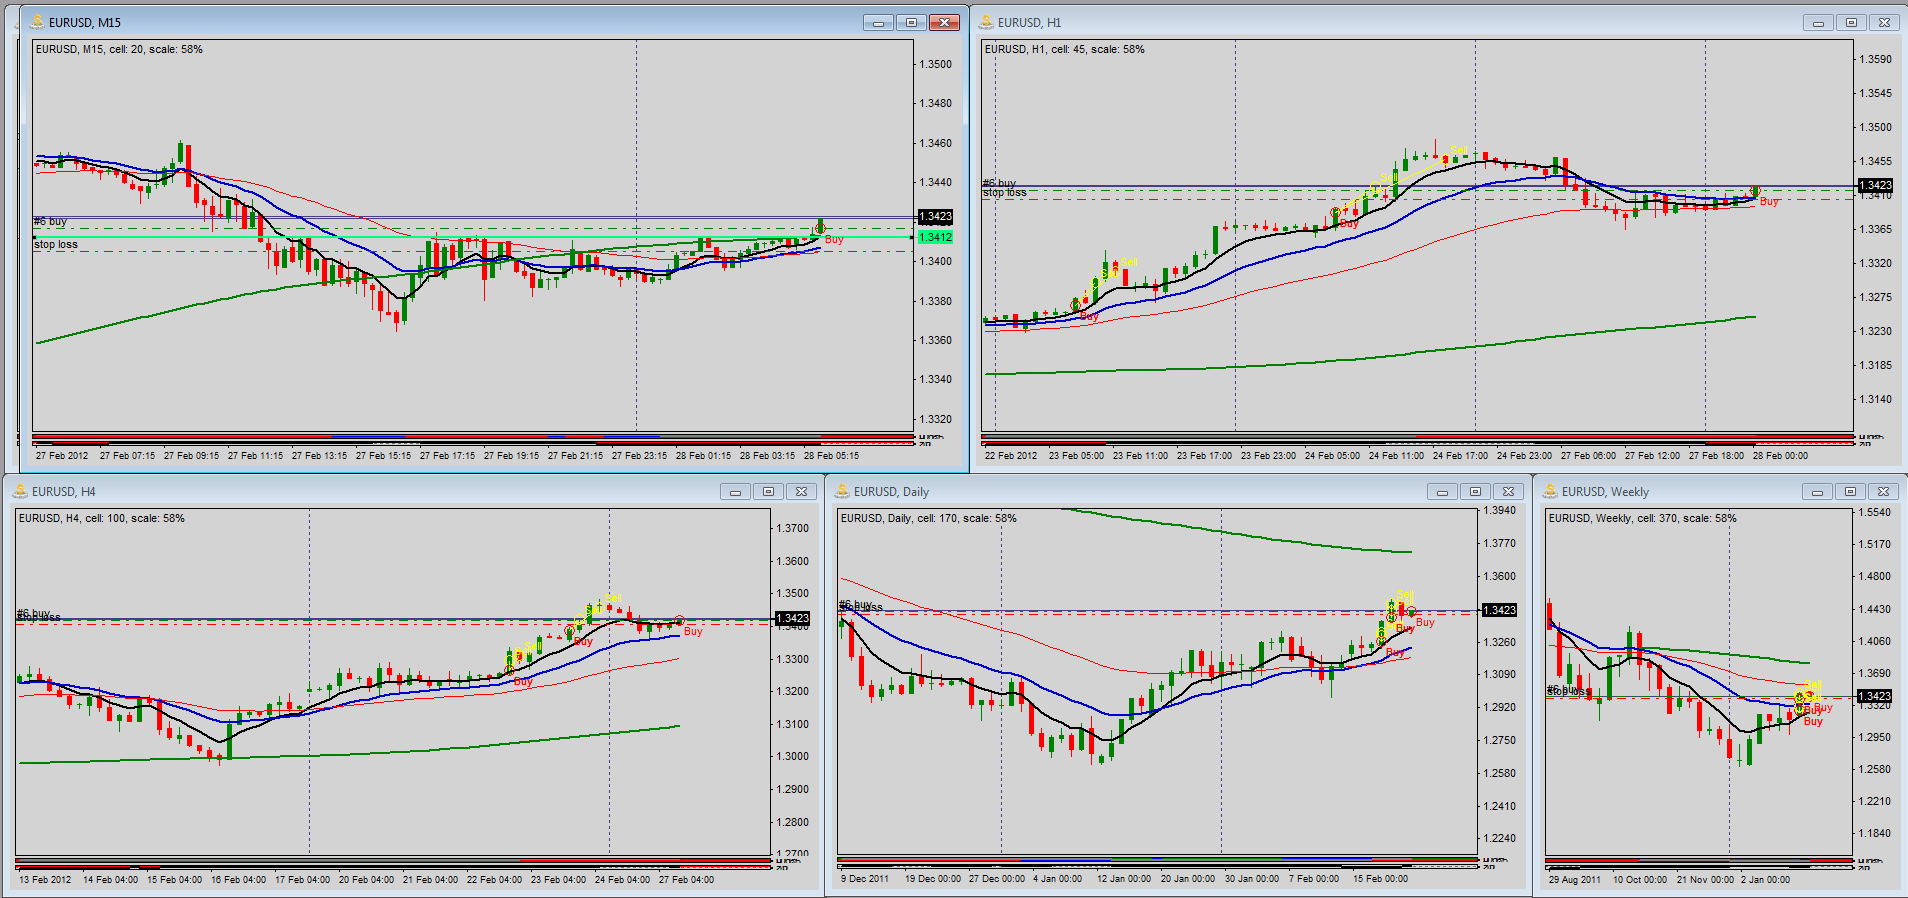 EURUSD, M15
EURUSD, M15, cell: 20, scale: 58%
#6 buy
stop loss
Buy
1.3500
1.3480
1.3460
1.3440
1.3423
1.3412
1.3400
1.3380
1.3360
1.3340
1.3320
27 Feb 2012 27 Feb 07:15 27 Feb 09:15 27 Feb 11:15 27 Feb 13:15 27 Feb 15:15 27 Feb 17:15 27 Feb 19:15 27 Feb 21:15 27 Feb 23:15 28 Feb 01:15 28 Feb 03:15 28 Feb 05:15
EURUSD, H1
EURUSD, H1, cell: 45, scale: 58%
#6 buy
stop loss
Sell
Sell
Buy
Buy
Sell
Sell
Buy
1.3590
1.3545
1.3500
1.3455
1.3423
1.3410
1.3365
1.3320
1.3275
1.3230
1.3185
1.3140
22 Feb 2012 23 Feb 05:00 23 Feb 11:00 23 Feb 17:00 23 Feb 23:00 24 Feb 05:00 24 Feb 11:00 24 Feb 17:00 24 Feb 23:00 27 Feb 06:00 27 Feb 12:00 27 Feb 18:00 28 Feb 00:00
EURUSD, H4
EURUSD, H4, cell: 100, scale: 58%
#6 buy
stop loss
Sell
Sell
Buy
Buy
Buy
1.3700
1.3600
1.3500
1.3423
1.3400
1.3300
1.3200
1.3100
1.3000
1.2900
1.2800
1.2700
13 Feb 2012 14 Feb 04:00 15 Feb 04:00 16 Feb 04:00 17 Feb 04:00 20 Feb 04:00 21 Feb 04:00 22 Feb 04:00 23 Feb 04:00 24 Feb 04:00 27 Feb 04:00
EURUSD, Daily
EURUSD, Daily, cell: 170, scale: 58%
#6 buy
stop loss
Sell
Buy
Buy
Buy
1.3940
1.3770
1.3600
1.3423
1.3260
1.3090
1.2920
1.2750
1.2580
1.2410
1.2240
9 Dec 2011 19 Dec 00:00 27 Dec 00:00 4 Jan 00:00 12 Jan 00:00 20 Jan 00:00 30 Jan 00:00 7 Feb 00:00 15 Feb 00:00
EURUSD, Weekly
EURUSD, Weekly, cell: 370, scale: 58%
#6 buy
stop loss
Sell
Buy
Buy
Buy
1.5540
1.5170
1.4800
1.4430
1.4060
1.3690
1.3423
1.3320
1.2950
1.2580
1.2210
1.1840
29 Aug 2011 10 Oct 00:00 21 Nov 00:00 2 Jan 00:00